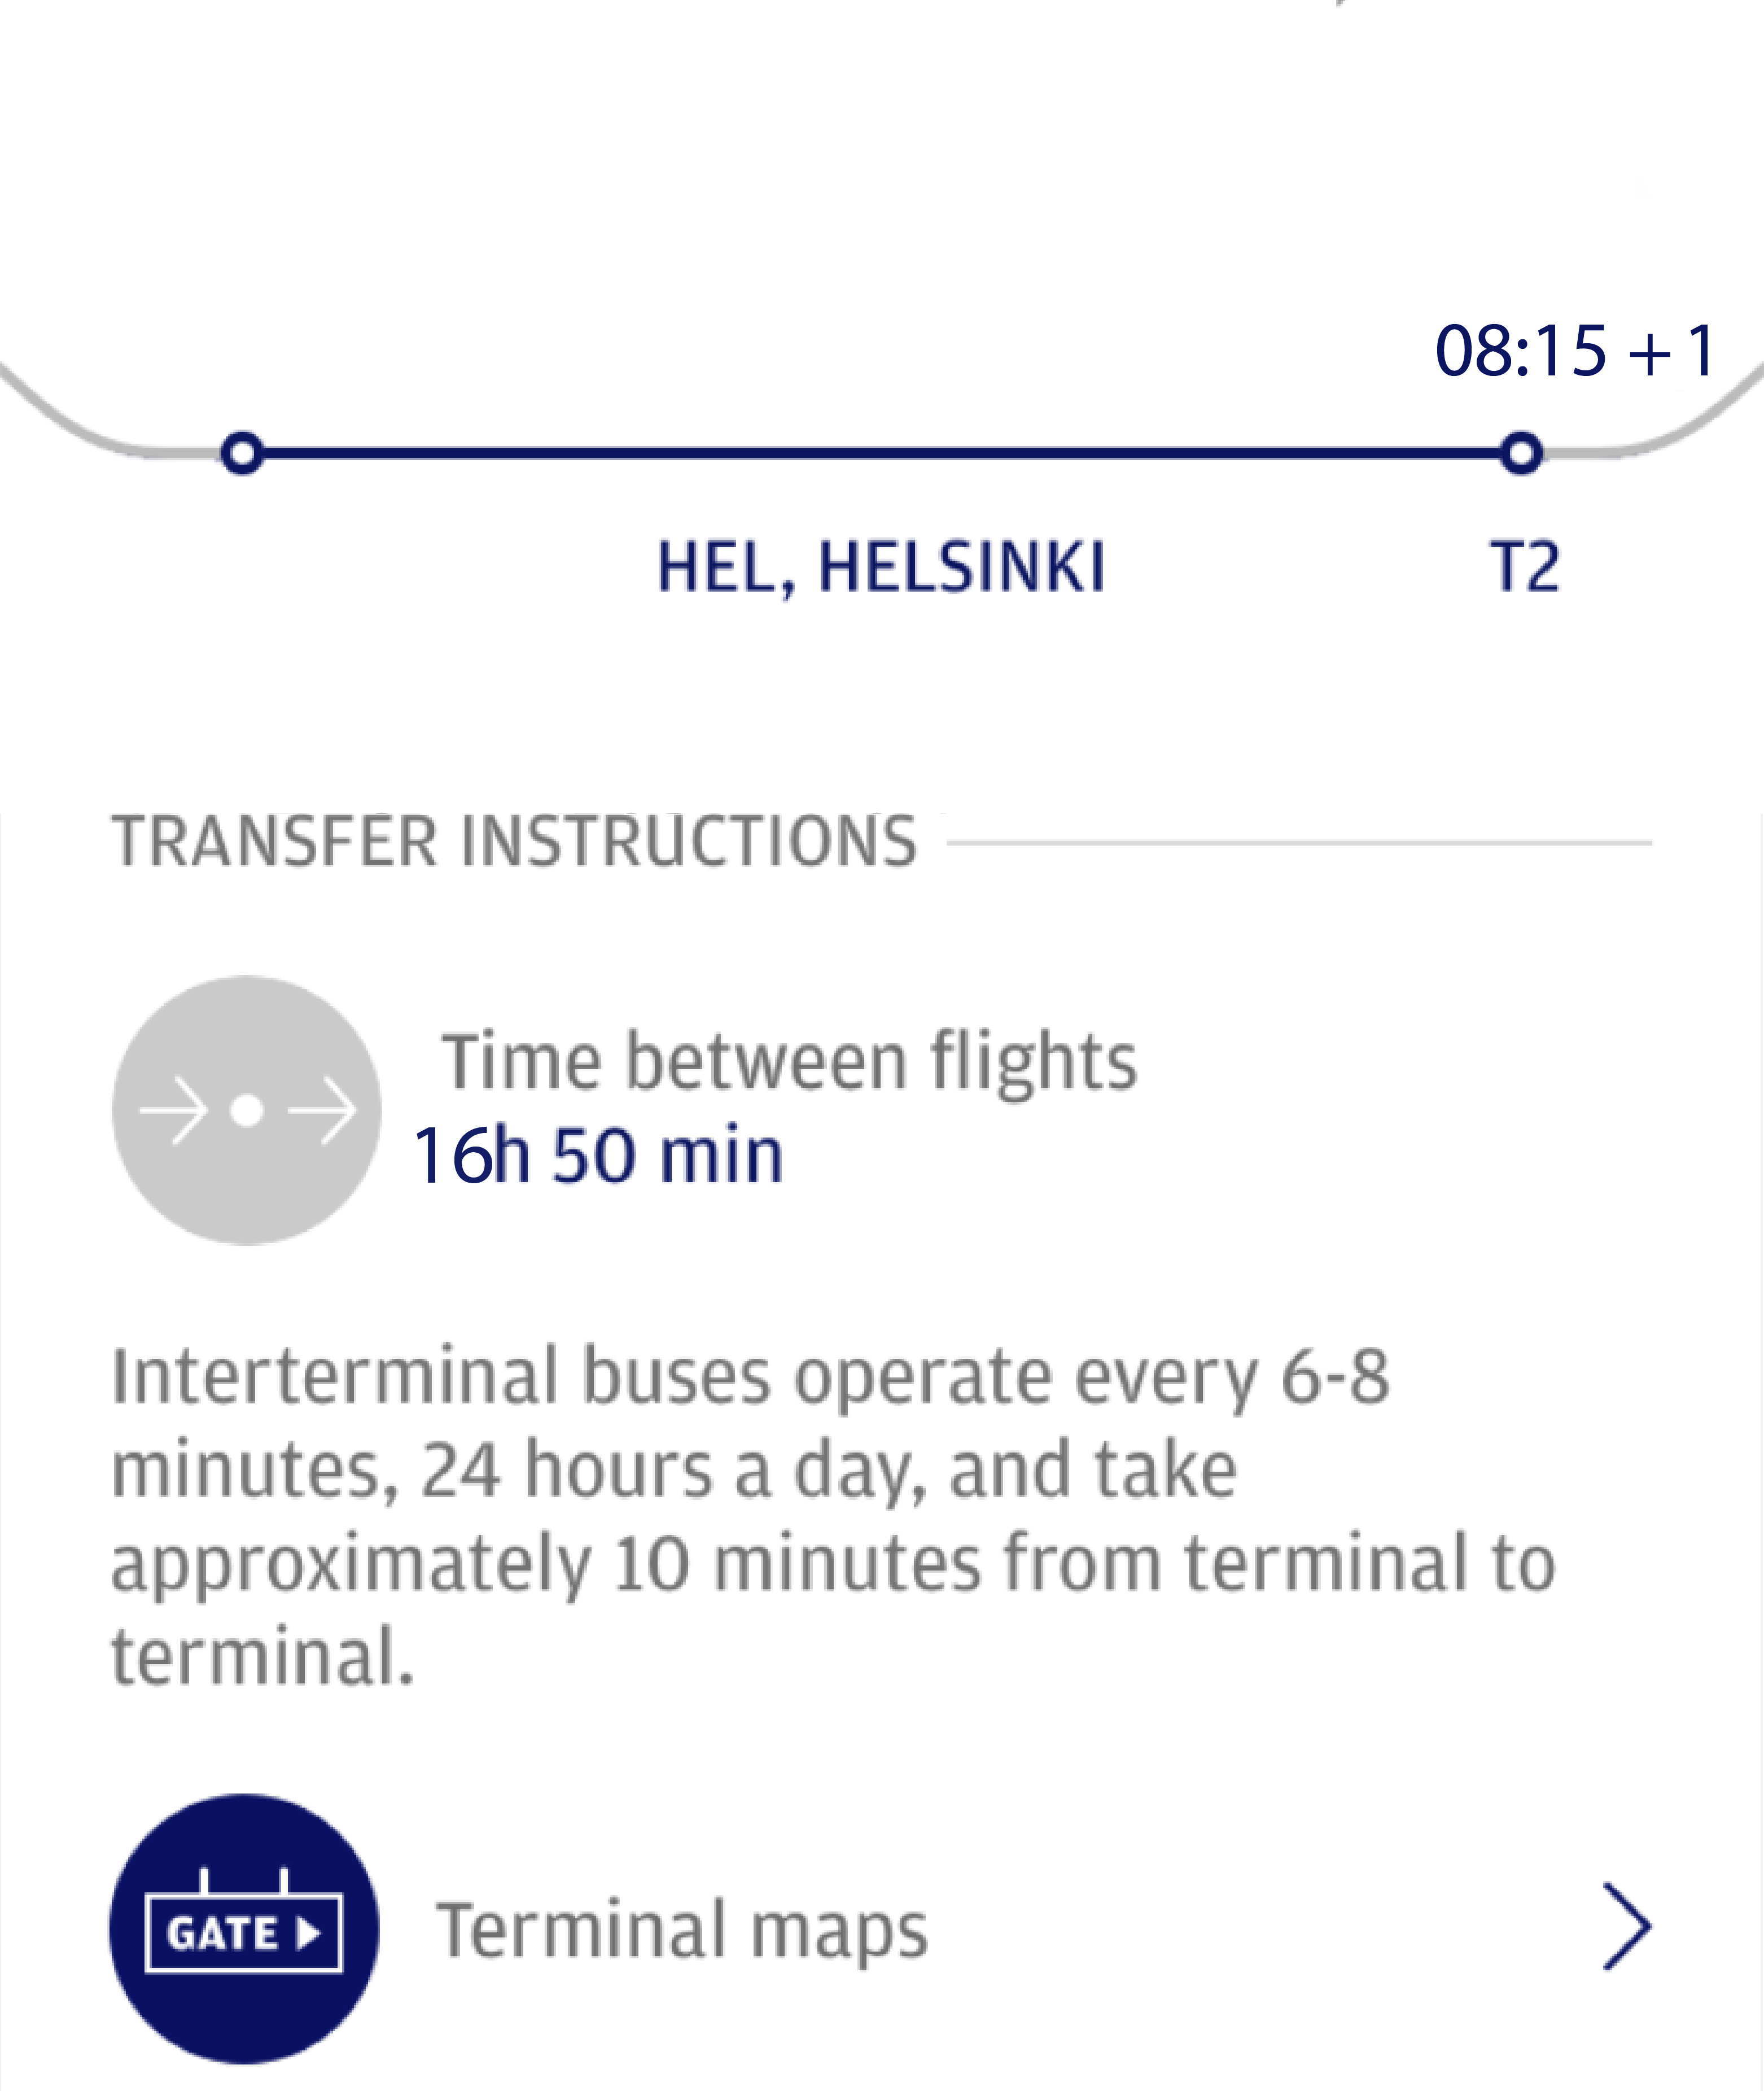 08:15 + 1
HEL, HELSINKI T2
TRANSFER INSTRUCTIONS
Time between flights
16h 50 min
Interterminal buses operate every 6-8
minutes, 24 hours a day, and take
approximately 10 minutes from terminal to
terminal.
GATE
Terminal maps